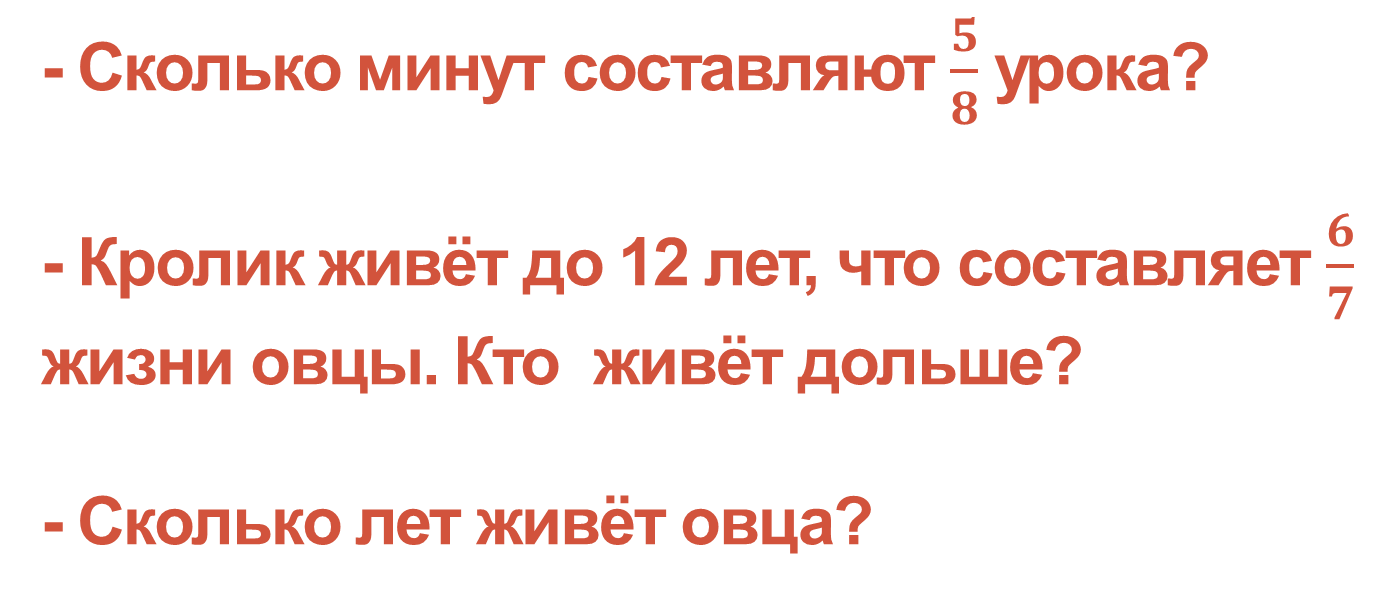 - Сколько минут составляют 5/8 урока?
- Кролик живёт до 12 лет, что составляет 6/7
жизни овцы. Кто живёт дольше?
- Сколько лет живёт овца?